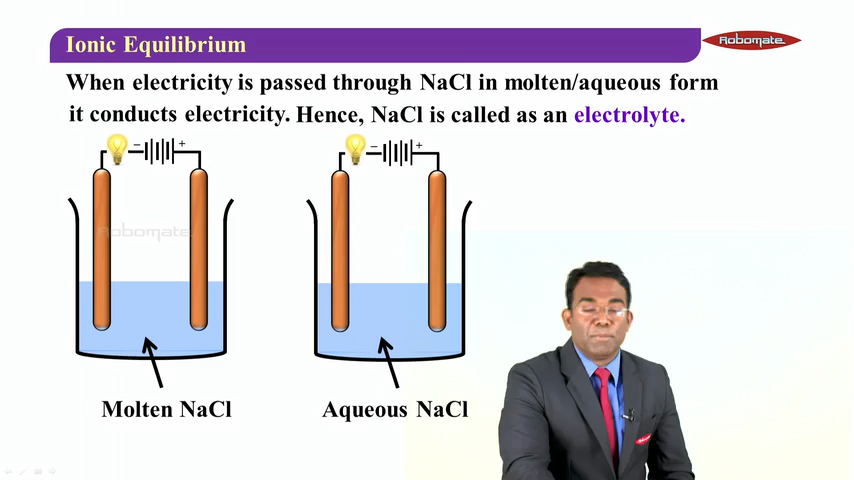 Ionic Equilibrium
Robomate
When electricity is passed through NaCl in molten/aqueous form
it conducts electricity. Hence, NaCl is called as an electrolyte.
− +
− +
Robomate
Molten NaCl
Aqueous NaCl